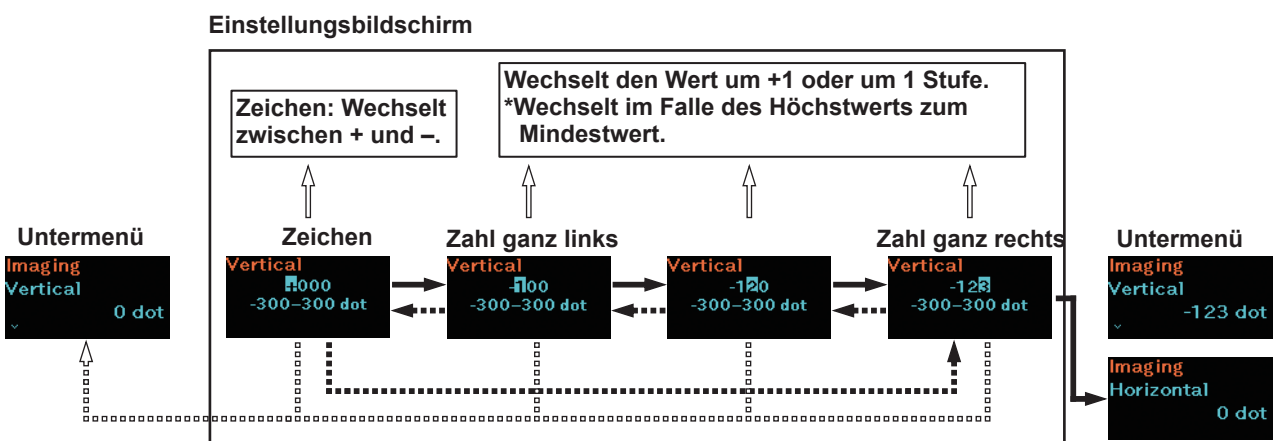 Einstellungsbildschirm
Zeichen: Wechselt
zwischen + und –.
Wechselt den Wert um +1 oder um 1 Stufe.
*Wechselt im Falle des Höchstwerts zum
Mindestwert.
Untermenü
Imaging
Vertical
0 dot
Zeichen
Vertical
+000
-300–300 dot
Zahl ganz links
Vertical
-100
-300–300 dot
Vertical
-120
-300–300 dot
Zahl ganz rechts
Vertical
-123
-300–300 dot
Untermenü
Imaging
Vertical
-123 dot
Imaging
Horizontal
0 dot